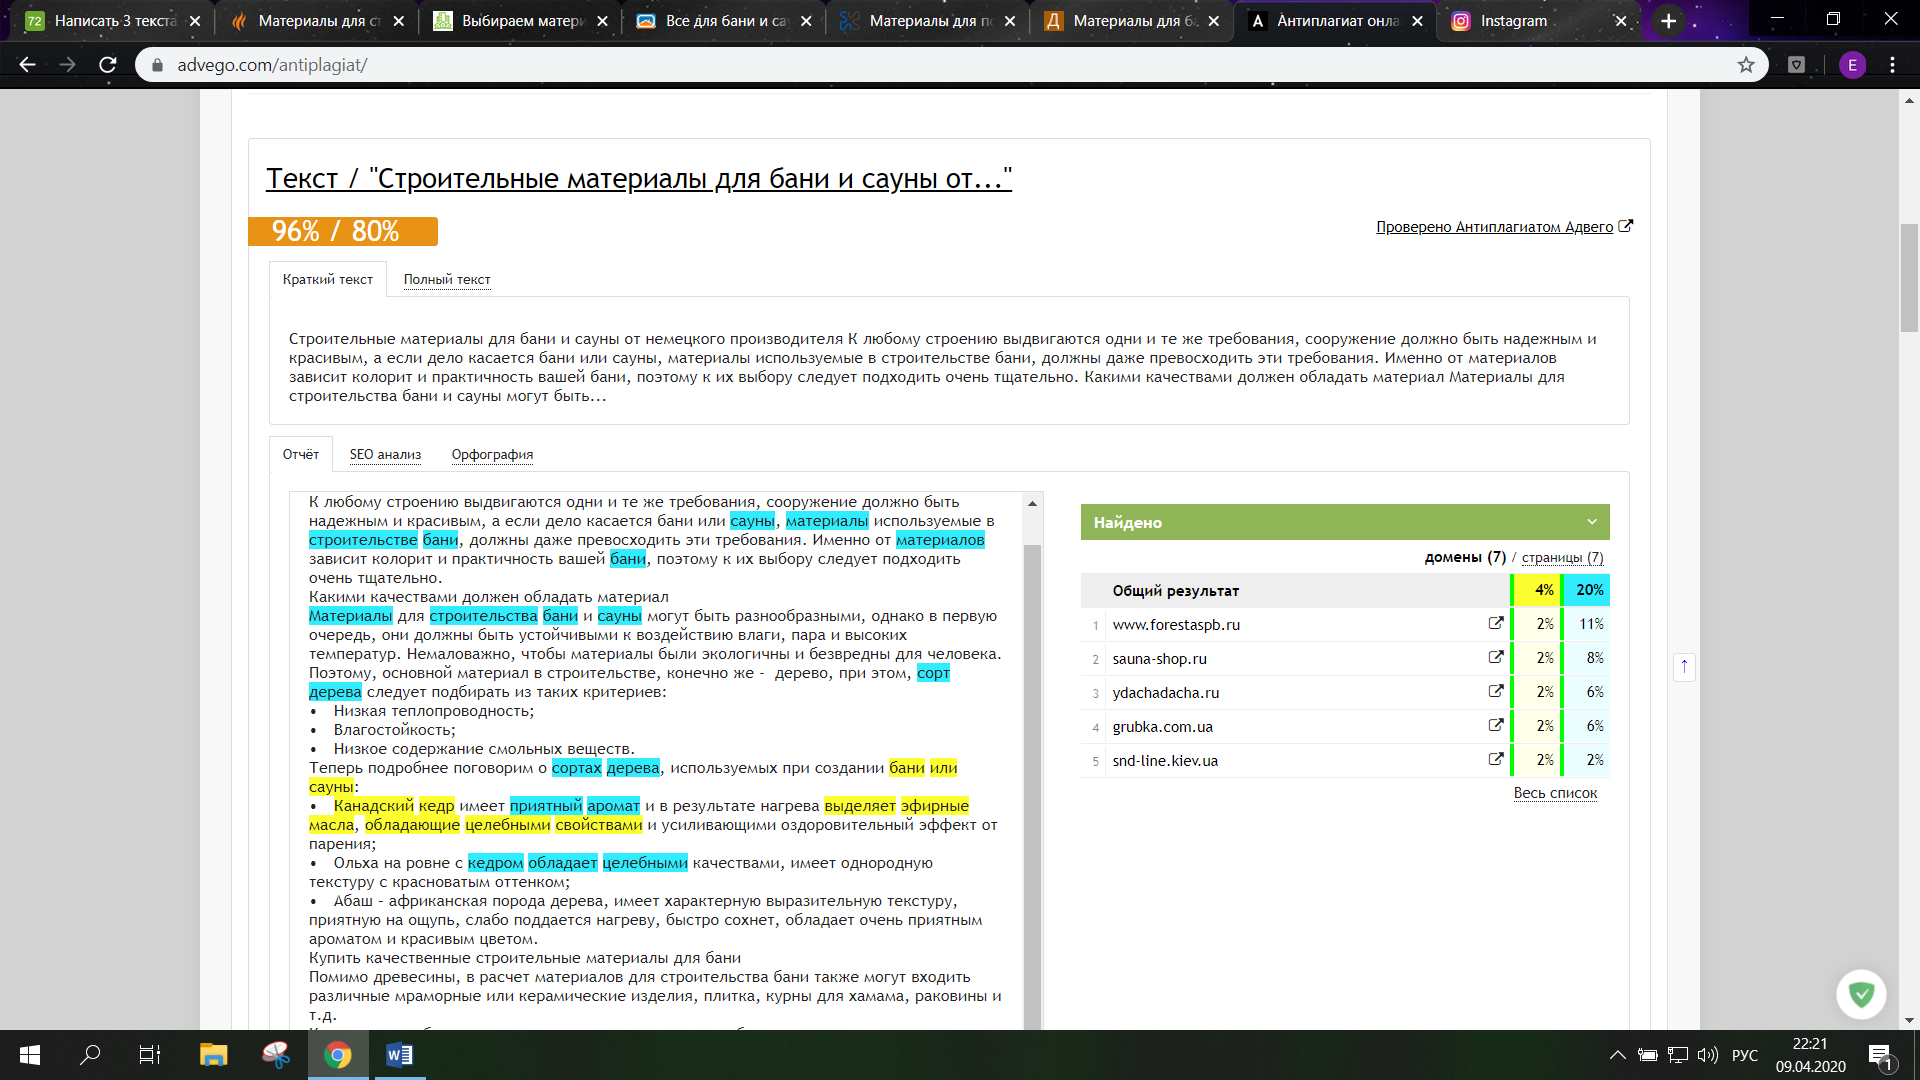 72 Написать 3 текста
Материалы для ст
Выбираем матери
Все для бани и сау
Материалы для п
Материалы для ба
Антиплагиат онла
Instagram
advego.com/antiplagiat/
E
Текст / "Строительные материалы для бани и сауны от..."
96% / 80%
Проверено Антиплагиатом Адвего
Краткий текст Полный текст
Строительные материалы для бани и сауны от немецкого производителя К любому строению выдвигаются одни и те же требования, сооружение должно быть надежным и
красивым, а если дело касается бани или сауны, материалы используемые в строительстве бани, должны даже превосходить эти требования. Именно от материалов
зависит колорит и практичность вашей бани, поэтому к их выбору следует подходить очень тщательно. Какими качествами должен обладать материал Материалы для
строительства бани и сауны могут быть...
Отчёт SEO анализ Орфография
К любому строению выдвигаются одни и те же требования, сооружение должно быть
надежным и красивым, а если дело касается бани или сауны, материалы используемые в
строительстве бани, должны даже превосходить эти требования. Именно от материалов
зависит колорит и практичность вашей бани, поэтому к их выбору следует подходить
очень тщательно.
Какими качествами должен обладать материал
Материалы для строительства бани и сауны могут быть разнообразными, однако в первую
очередь, они должны быть устойчивыми к воздействию влаги, пара и высоких
температур. Немаловажно, чтобы материалы были экологичны и безвредны для человека.
Поэтому, основной материал в строительстве, конечно же - дерево, при этом, сорт
дерева следует подбирать из таких критериев:
• Низкая теплопроводность;
• Влагостойкость;
• Низкое содержание смольных веществ.
Теперь подробнее поговорим о сортах дерева, используемых при создании бани или
сауны:
• Канадский кедр имеет приятный аромат и в результате нагрева выделяет эфирные
масла, обладающие целебными свойствами и усиливающими оздоровительный эффект от
парения;
• Ольха на ровне с кедром обладает целебными качествами, имеет однородную
текстуру с красноватым оттенком;
• Абаш - африканская порода дерева, имеет характерную выразительную текстуру,
приятную на ощупь, слабо поддается нагреву, быстро сохнет, обладает очень приятным
ароматом и красивым цветом.
Купить качественные строительные материалы для бани
Помимо древесины, в расчет материалов для строительства бани также могут входить
различные мраморные или керамические изделия, плитка, курны для хамама, раковины и
т.д.
Найдено
домены (7) / страницы (7)
Общий результат 4% 20%
1 www.forestaspb.ru 2% 11%
2 sauna-shop.ru 2% 8%
3 ydachadacha.ru 2% 6%
4 grubka.com.ua 2% 6%
5 snd-line.kiev.ua 2% 2%
Весь список
РУС
22:21
09.04.2020
1